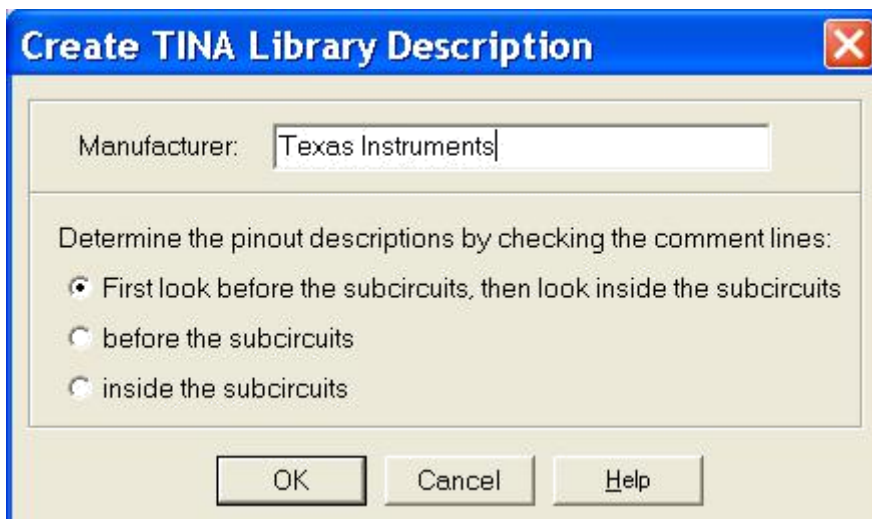 Create TINA Library Description
Manufacturer: Texas Instruments
Determine the pinout descriptions by checking the comment lines:
First look before the subcircuits, then look inside the subcircuits
before the subcircuits
inside the subcircuits
OK Cancel Help